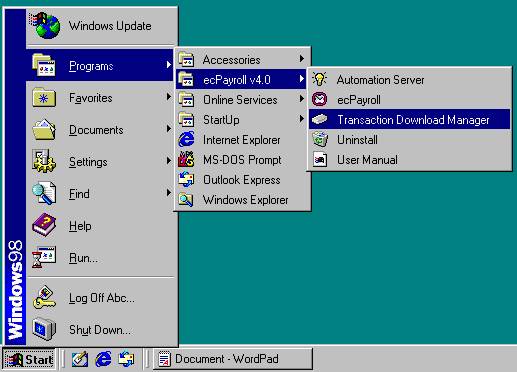 Windows Update
Programs
Favorites
Documents
Settings
Find
Help
Run...
Log Off Abc...
Shut Down...
Windows98
Accessories
ecPayroll v4.0
Online Services
StartUp
Internet Explorer
MS-DOS Prompt
Outlook Express
Windows Explorer
Automation Server
ecPayroll
Transaction Download Manager
Uninstall
User Manual
Start
Document - WordPad